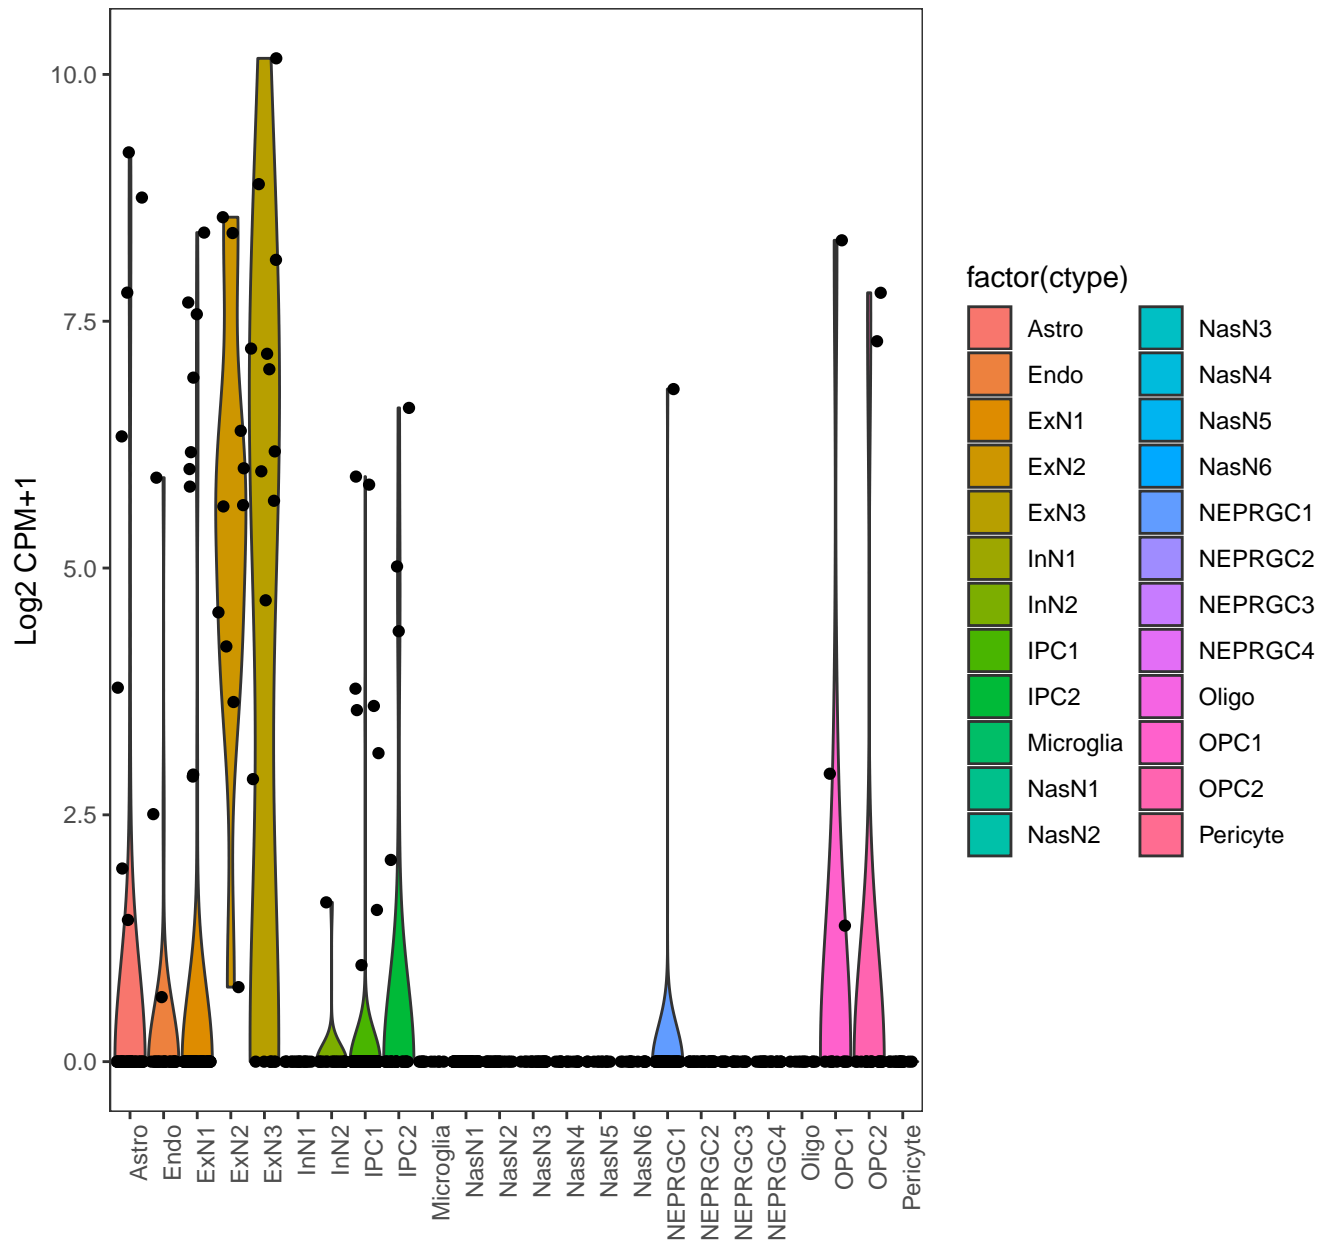 10.0
7.5
5.0
2.5
0.0
Log2 CPM+1
Astro
Endo
ExN1
ExN2
ExN3
InN1
InN2
IPC1
IPC2
Microglia
NasN1
NasN2
NasN3
NasN4
NasN5
NasN6
NEPRGC1
NEPRGC2
NEPRGC3
NEPRGC4
Oligo
OPC1
OPC2
Pericyte
factor(ctype)
Astro
Endo
ExN1
ExN2
ExN3
InN1
InN2
IPC1
IPC2
Microglia
NasN1
NasN2
NasN3
NasN4
NasN5
NasN6
NEPRGC1
NEPRGC2
NEPRGC3
NEPRGC4
Oligo
OPC1
OPC2
Pericyte